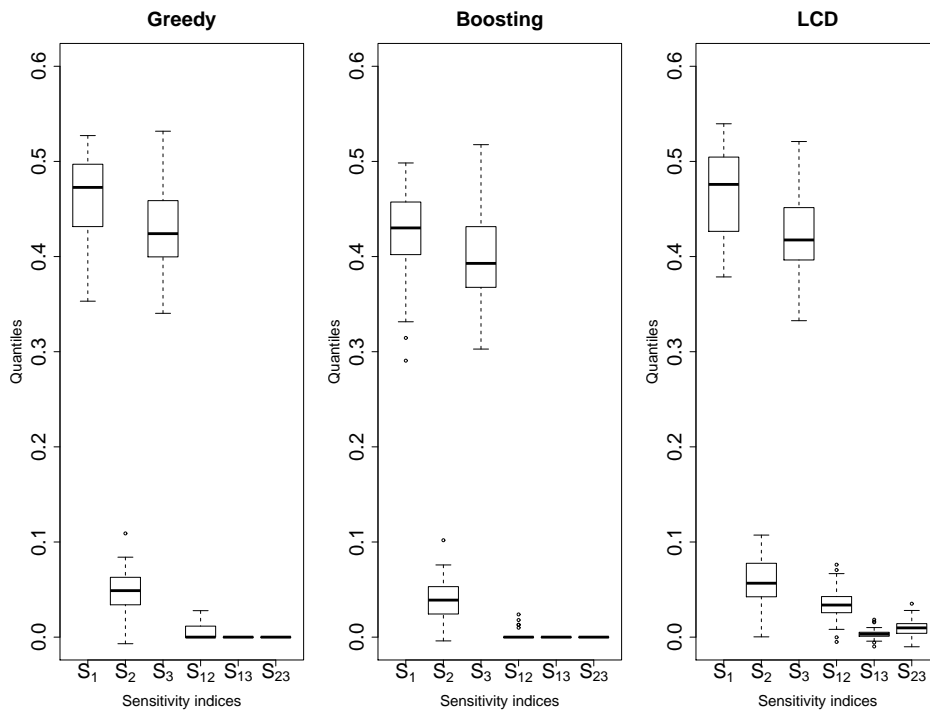 Greedy
Quantiles
0.0 0.1 0.2 0.3 0.4 0.5 0.6
S1 S2 S3 S12 S13 S23
Sensitivity indices
Boosting
Quantiles
0.0 0.1 0.2 0.3 0.4 0.5 0.6
S1 S2 S3 S12 S13 S23
Sensitivity indices
LCD
Quantiles
0.0 0.1 0.2 0.3 0.4 0.5 0.6
S1 S2 S3 S12 S13 S23
Sensitivity indices